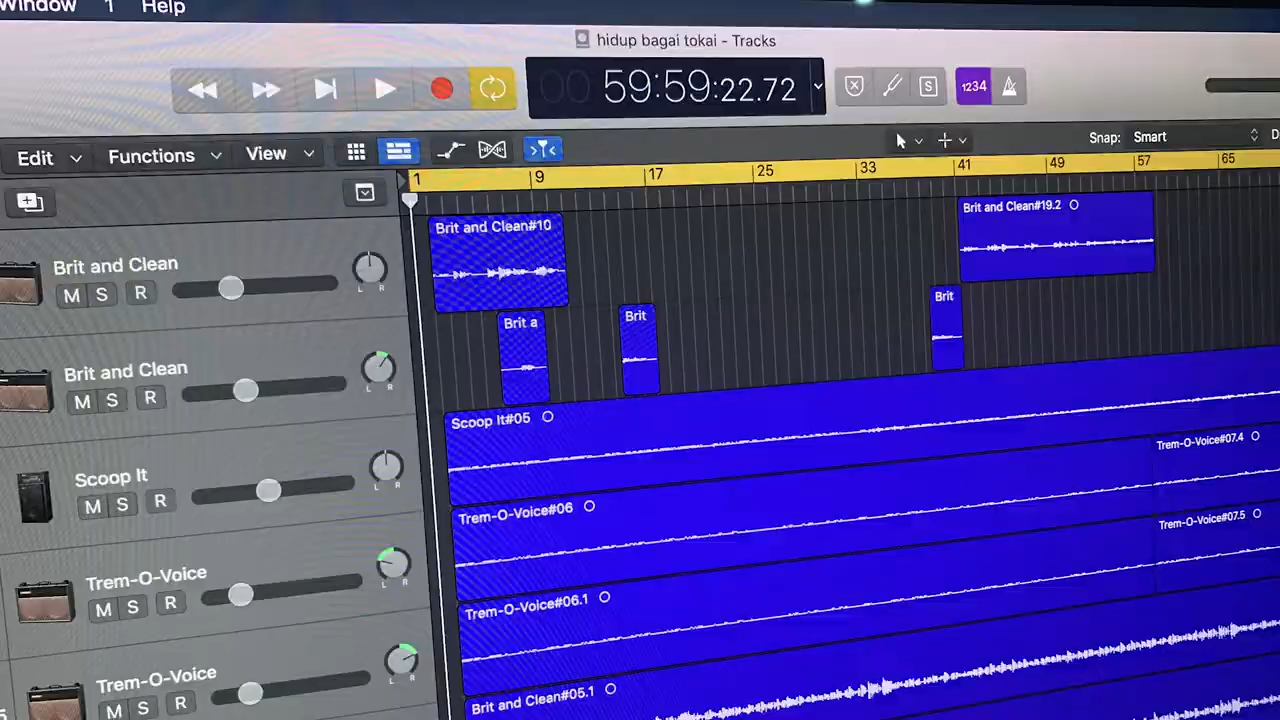 Window 1 Help
hidup bagai tokai - Tracks
00 59:59:22.72
S
1234
Edit Functions View
Snap: Smart
1 9 17 25 33 41 49 57 65
Brit and Clean
M S R
L R
Brit and Clean#10
Brit and Clean#19.2
Brit a
Brit
Brit
Brit and Clean
M S R
L R
Scoop It#05
Scoop It
M S R
L R
Trem-O-Voice#06
Trem-O-Voice#07.4
Trem-O-Voice
M S R
L R
Trem-O-Voice#06.1
Trem-O-Voice#07.5
Trem-O-Voice
M S R
L R
Brit and Clean#05.1